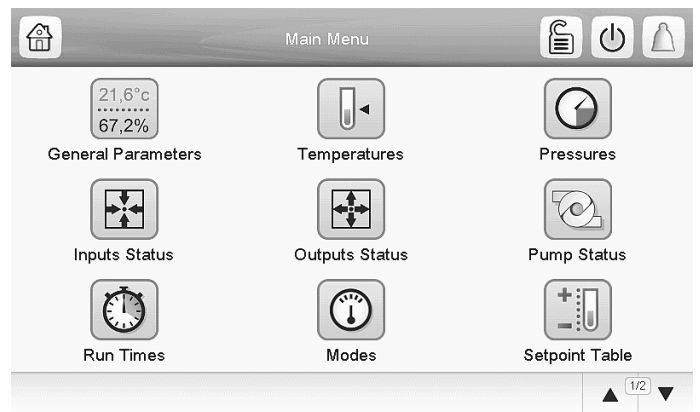 Main Menu
21,6°c
67,2%
General Parameters
Temperatures
Pressures
Inputs Status
Outputs Status
Pump Status
Run Times
Modes
Setpoint Table
1/2